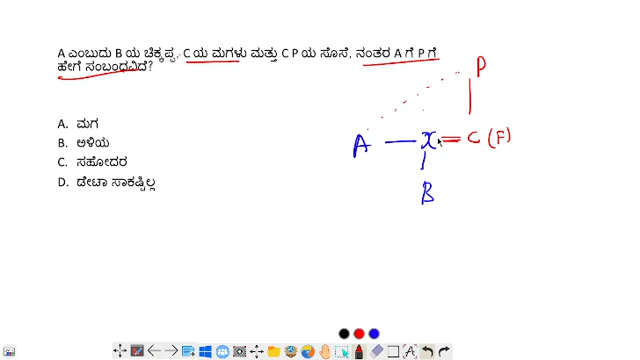 A ಎಂಬುದು B ಯ ಚಿಕ್ಕಪ್ಪ, C ಯ ಮಗಳು ಮತ್ತು C P ಯ ಸೊಸೆ, ನಂತರ A ಗೆ P ಗೆ
ಹೇಗೆ ಸಂಬಂಧವಿದೆ?
P
A. ಮಗ
B. ಅಳಿಯ
A x C (F)
C. ಸಹೋದರ
D. ಡೇಟಾ ಸಾಕಷ್ಟಿಲ್ಲ
B